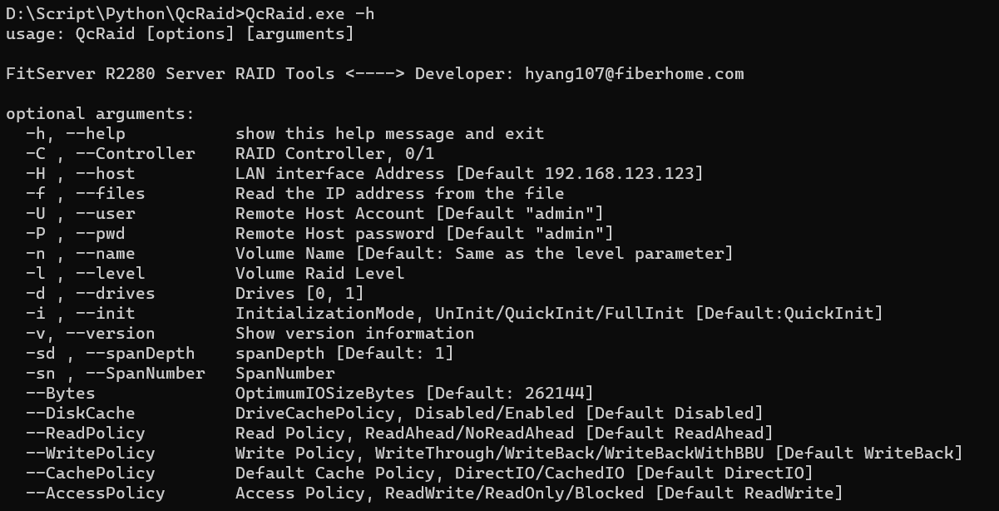 D:\Script\Python\QcRaid>QcRaid.exe -h
usage: QcRaid [options] [arguments]

FitServer R2280 Server RAID Tools <----> Developer: hyang107@fiberhome.com

optional arguments:
  -h, --help           show this help message and exit
  -C , --Controller    RAID Controller, 0/1
  -H , --host          LAN interface Address [Default 192.168.123.123]
  -f , --files         Read the IP address from the file
  -U , --user          Remote Host Account [Default "admin"]
  -P , --pwd           Remote Host password [Default "admin"]
  -n , --name          Volume Name [Default: Same as the level parameter]
  -l , --level         Volume Raid Level
  -d , --drives        Drives [0, 1]
  -i , --init          InitializationMode, UnInit/QuickInit/FullInit [Default:QuickInit]
  -v, --version        Show version information
  -sd , --spanDepth    spanDepth [Default: 1]
  -sn , --SpanNumber   SpanNumber
  --Bytes              OptimumIOSizeBytes [Default: 262144]
  --DiskCache          DriveCachePolicy, Disabled/Enabled [Default Disabled]
  --ReadPolicy         Read Policy, ReadAhead/NoReadAhead [Default ReadAhead]
  --WritePolicy        Write Policy, WriteThrough/WriteBack/WriteBackWithBBU [Default WriteBack]
  --CachePolicy        Default Cache Policy, DirectIO/CachedIO [Default DirectIO]
  --AccessPolicy       Access Policy, ReadWrite/ReadOnly/Blocked [Default ReadWrite]